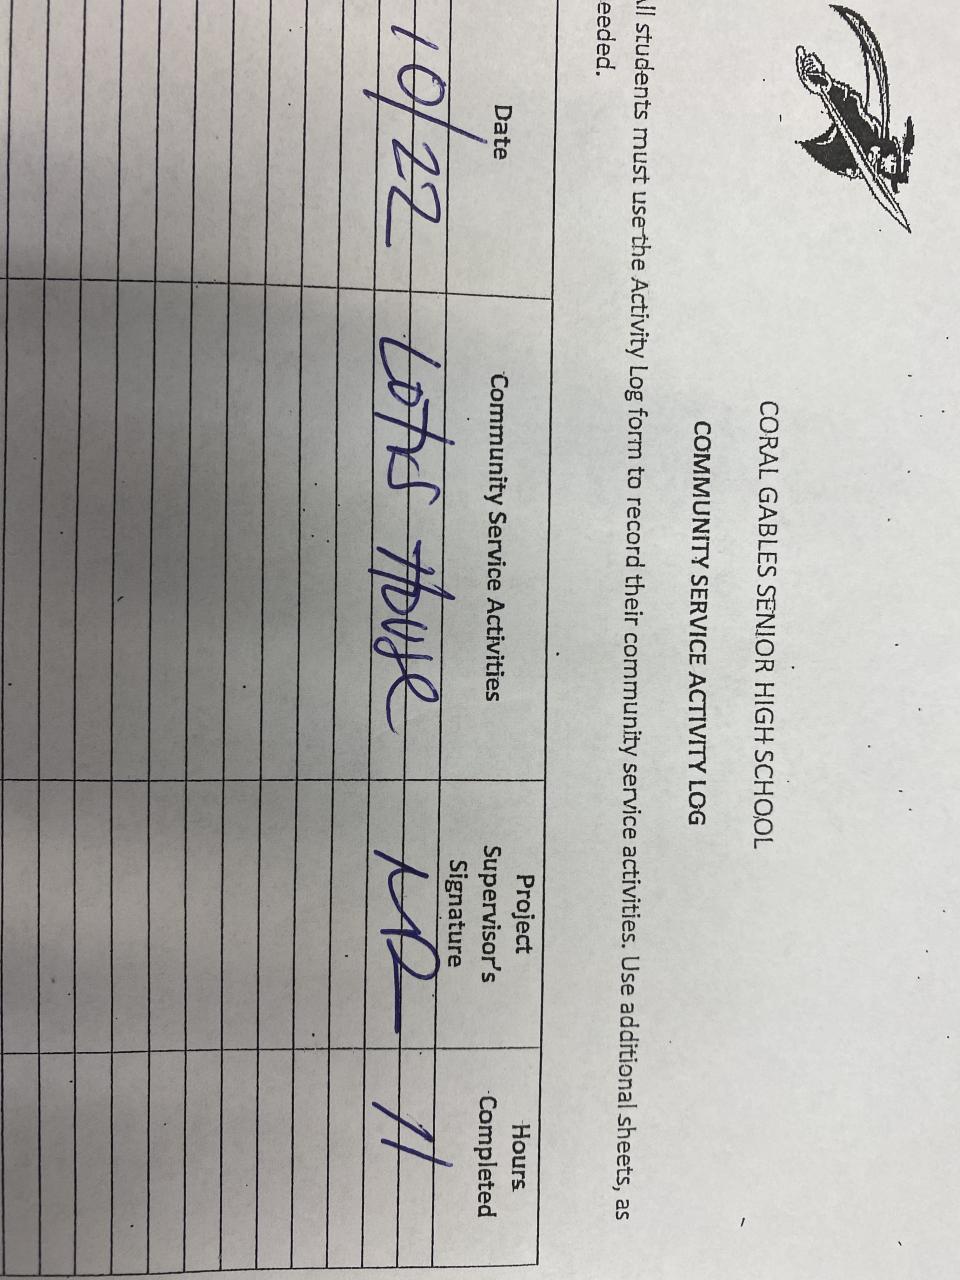 CORAL GABLES SENIOR HIGH SCHOOL
COMMUNITY SERVICE ACTIVITY LOG
All students must use the Activity Log form to record their community service activities. Use additional sheets, as
eeded.
Date Community Service Activities Project Supervisor's Signature Hours Completed
10/22 Lotus House 11